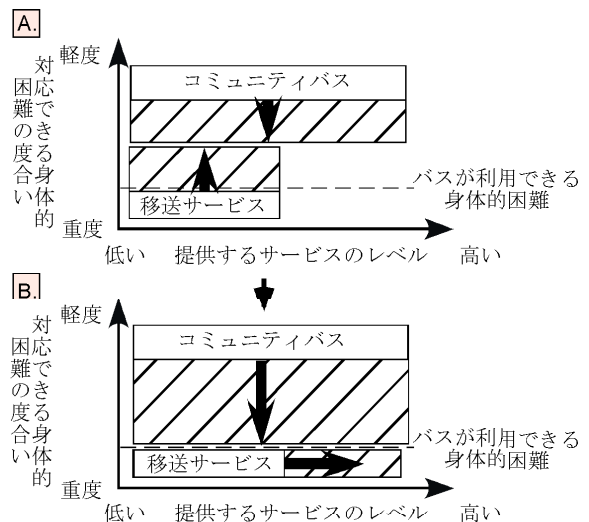 A.
軽度
対応できる身体的
困難の度合い
コミュニティバス
移送サービス
バスが利用できる
身体的困難
重度
低い 提供するサービスのレベル 高い
B.
軽度
対応できる身体的
困難の度合い
コミュニティバス
バスが利用できる
身体的困難
移送サービス
重度
低い 提供するサービスのレベル 高い